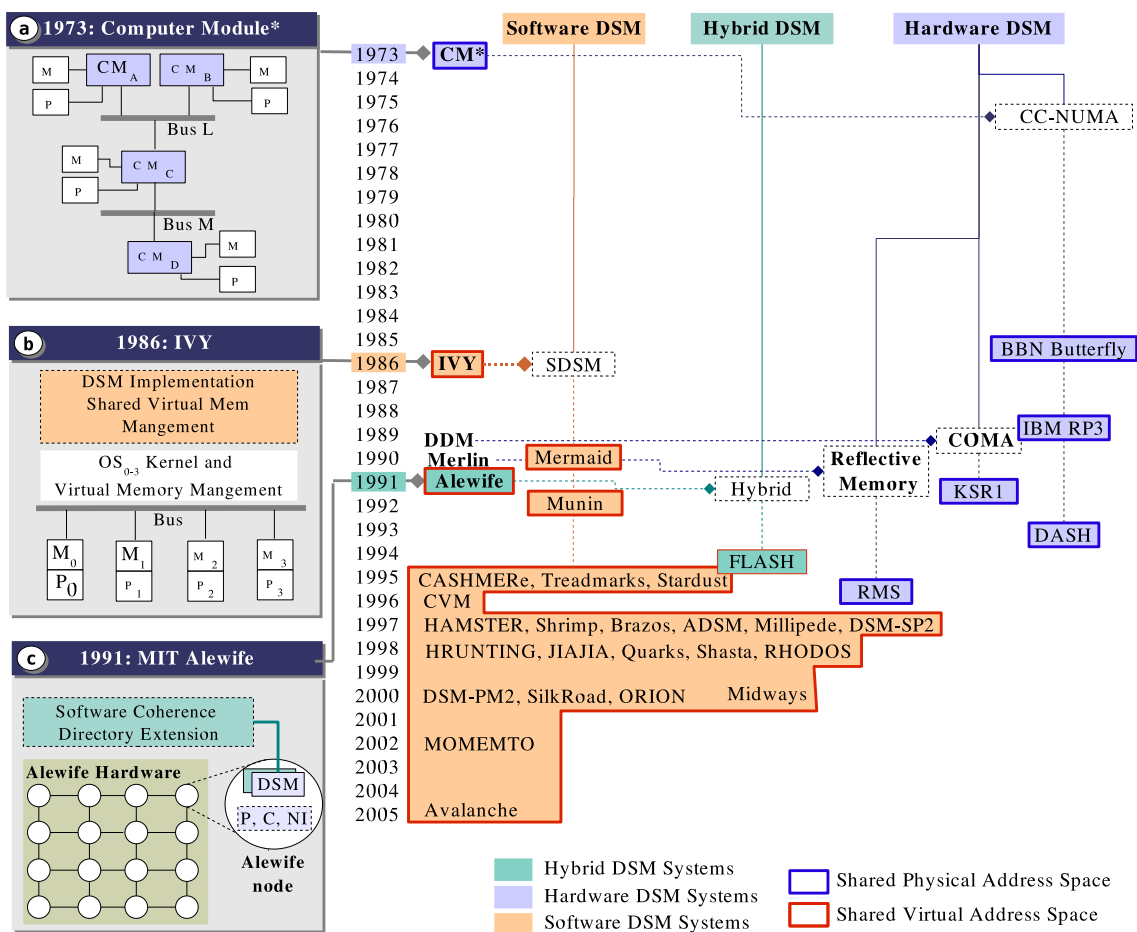 a
1973: Computer Module*
M
CM A
C M B
M
P
P
Bus L
M
C M C
P
Bus M
C M D
M
P
b
1986: IVY
DSM Implementation
Shared Virtual Mem
Mangement
OS0-3 Kernel and
Virtual Memory Mangement
Bus
M0
M1
M2
M3
P0
P1
P2
P3
c
1991: MIT Alewife
Software Coherence
Directory Extension
Alewife Hardware
DSM
P, C, NI
Alewife
node
Software DSM
Hybrid DSM
Hardware DSM
1973
CM*
1974
1975
CC-NUMA
1976
1977
1978
1979
1980
1981
1982
1983
1984
1985
BBN Butterfly
1986
IVY
SDSM
1987
1988
IBM RP3
1989
DDM
COMA
1990
Merlin
Mermaid
Reflective
Memory
1991
Alewife
Hybrid
KSR1
1992
Munin
1993
DASH
1994
FLASH
1995
CASHMERe, Treadmarks, Stardust
RMS
1996
CVM
1997
HAMSTER, Shrimp, Brazos, ADSM, Millipede, DSM-SP2
1998
HRUNTING, JIAJIA, Quarks, Shasta, RHODOS
1999
2000
DSM-PM2, SilkRoad, ORION
Midways
2001
2002
MOMEMTO
2003
2004
2005
Avalanche
Hybrid DSM Systems
Hardware DSM Systems
Software DSM Systems
Shared Physical Address Space
Shared Virtual Address Space